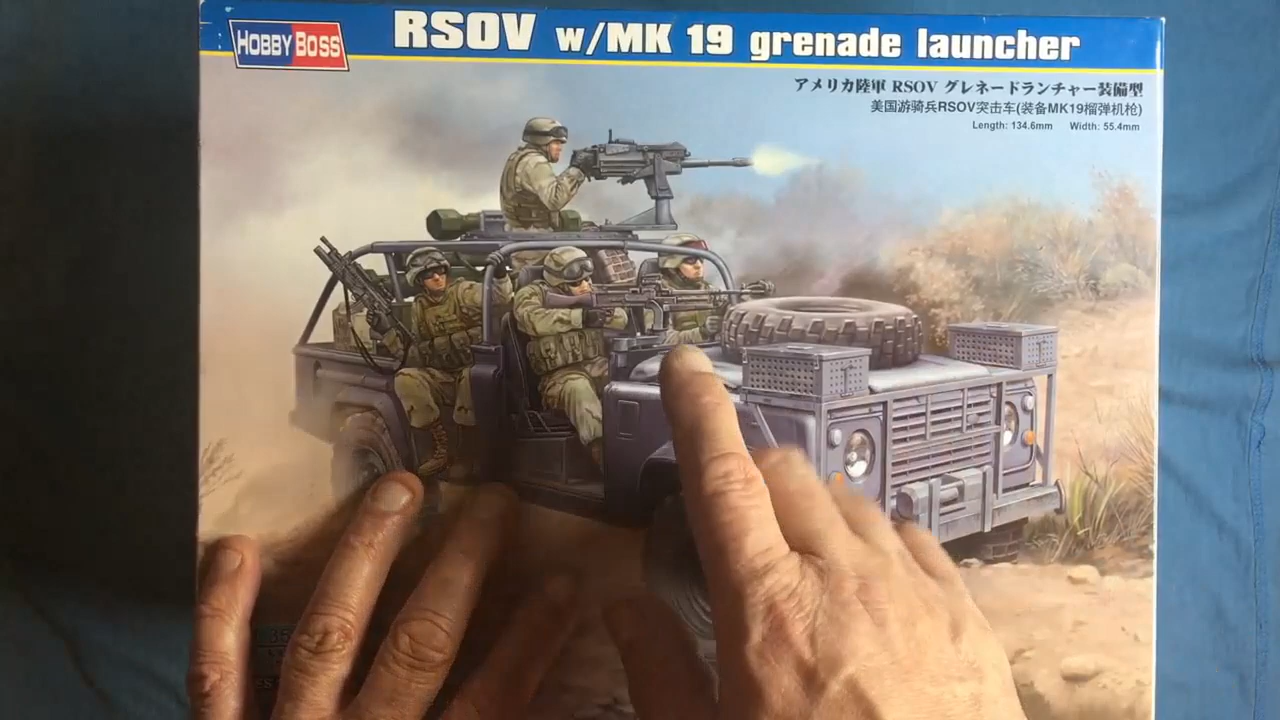 HOBBY BOSS
RSOV w/MK 19 grenade launcher
アメリカ陸軍 RSOV グレネードランチャー装備型
美国游骑兵RSOV突击车(装备MK19榴弹机枪)
Length: 134.6mm Width: 55.4mm